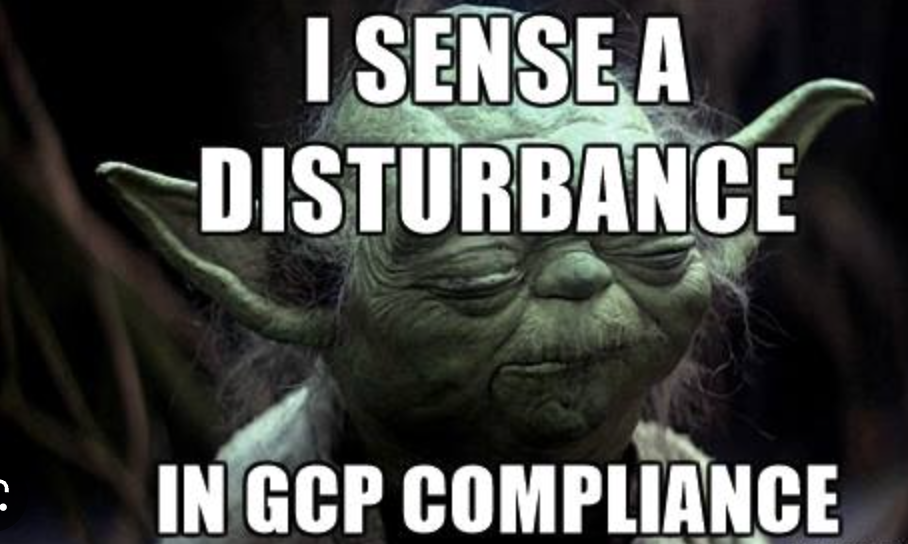 I SENSE A
DISTURBANCE
IN GCP COMPLIANCE